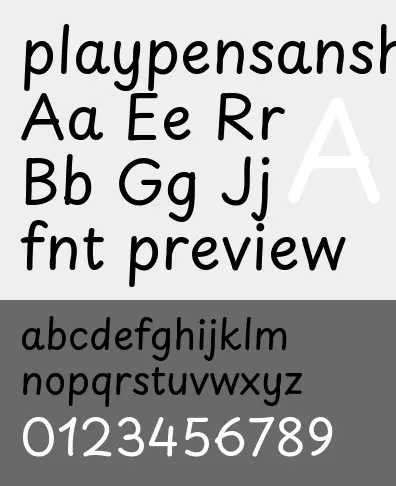 playpensansh
Aa Ee Rr
A
Bb Gg Jj
fnt preview
abcdefghijklm
nopqrstuvwxyz
0123456789